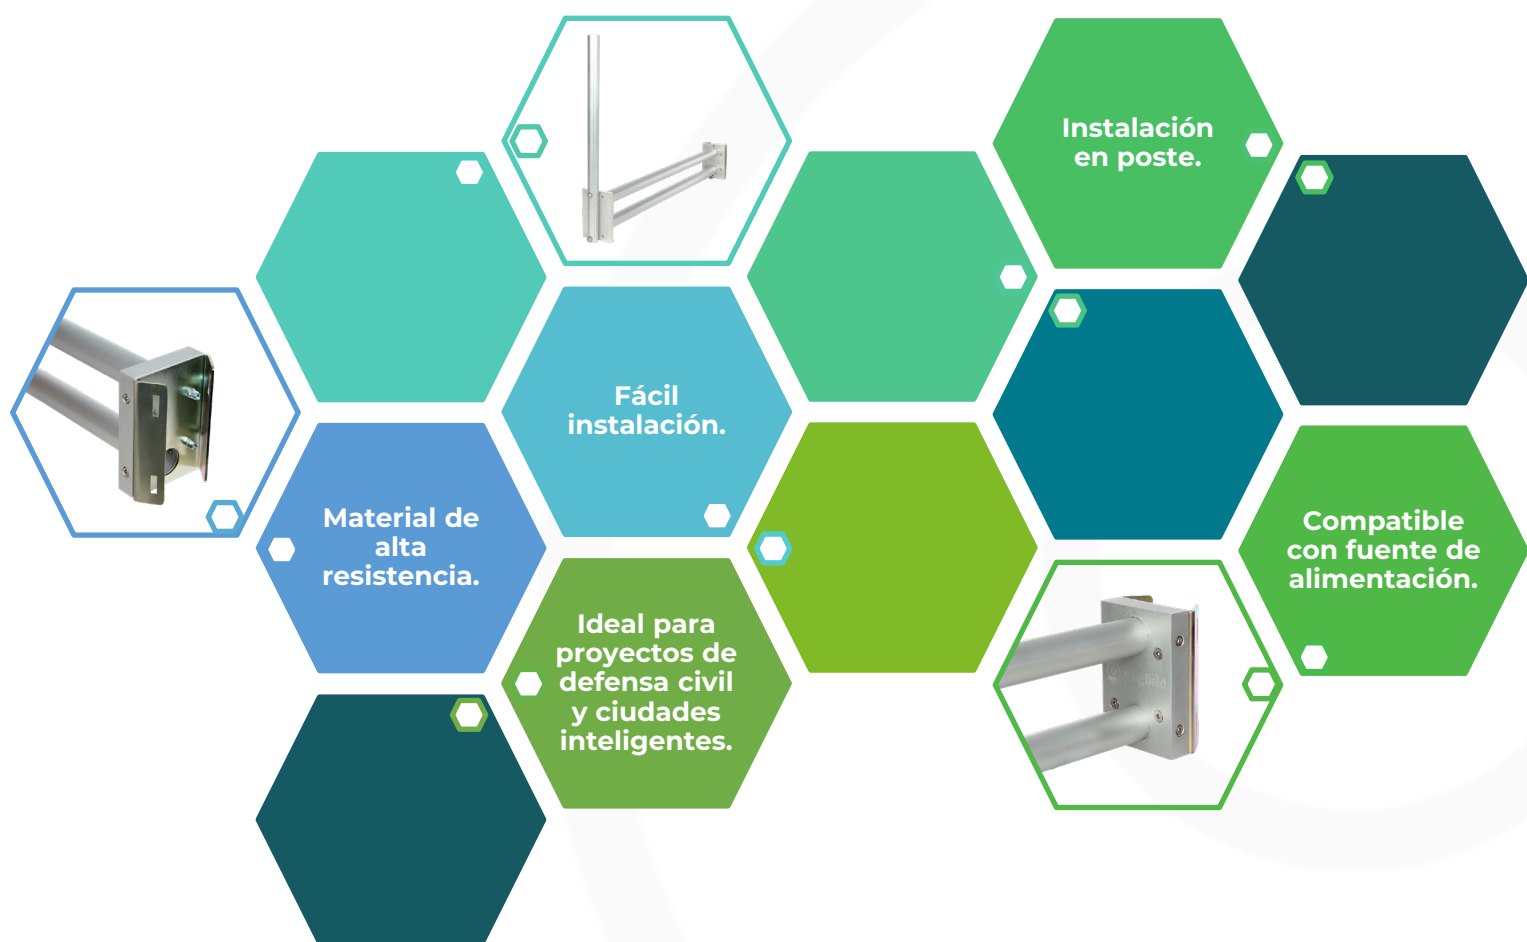 Instalación
en poste.
Fácil
instalación.
Material de
alta
resistencia.
Compatible
con fuente de
alimentación.
Ideal para
proyectos de
defensa civil
y ciudades
inteligentes.